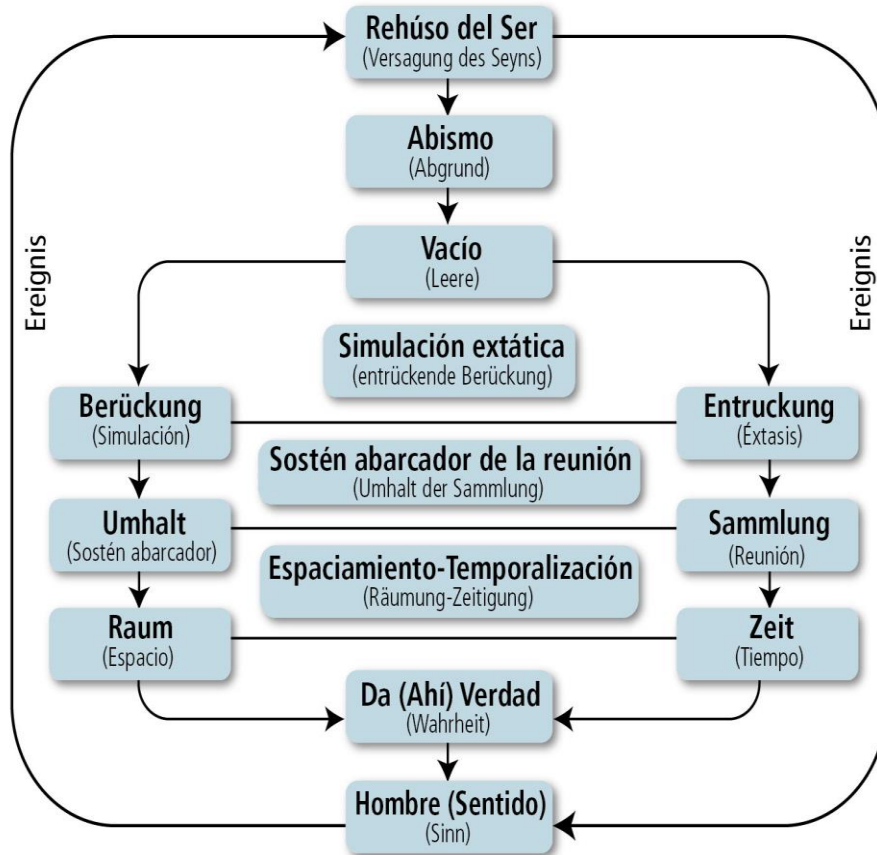 Rehúso del Ser
(Versagung des Seyns)
Abismo
(Abgrund)
Vacío
(Leere)
Ereignis
Ereignis
Simulación extática
(entrückende Berückung)
Berückung
(Simulación)
Entruckung
(Éxtasis)
Sostén abarcador de la reunión
(Umhalt der Sammlung)
Umhalt
(Sostén abarcador)
Sammlung
(Reunión)
Espaciamiento-Temporalización
(Räumung-Zeitigung)
Raum
(Espacio)
Zeit
(Tiempo)
Da (Ahí) Verdad
(Wahrheit)
Hombre (Sentido)
(Sinn)